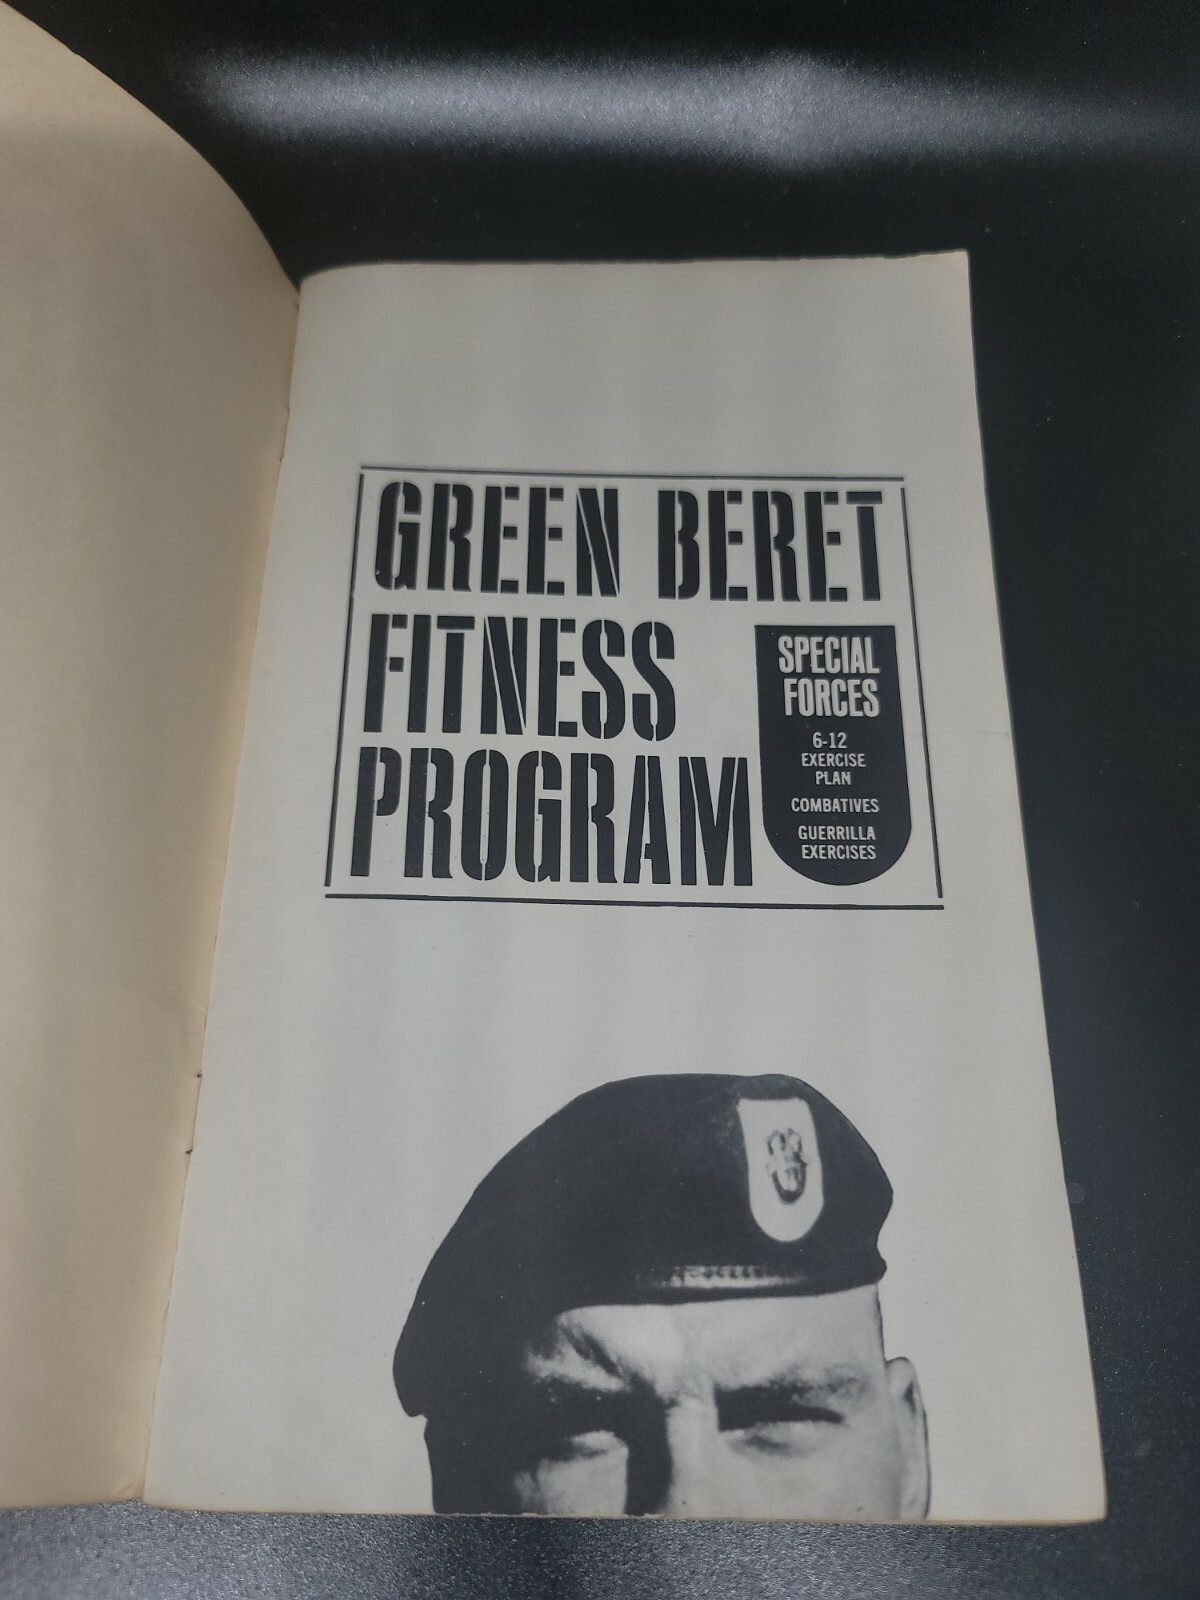 GREEN BERET
FITNESS
PROGRAM
SPECIAL
FORCES
6-12
EXERCISE
PLAN
COMBATIVES
GUERRILLA
EXERCISES